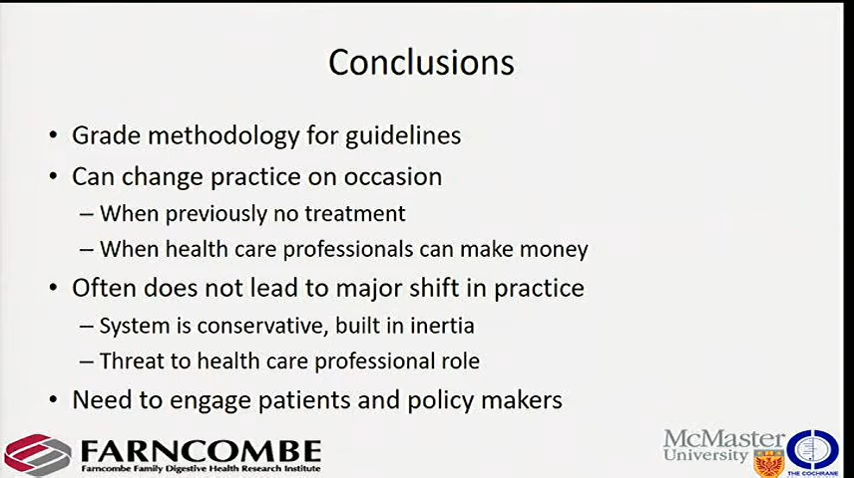 Conclusions
• Grade methodology for guidelines
• Can change practice on occasion
– When previously no treatment
– When health care professionals can make money
• Often does not lead to major shift in practice
– System is conservative, built in inertia
– Threat to health care professional role
• Need to engage patients and policy makers
FARNCOMBE
Farncombe Family Digestive Health Research Institute
McMaster
University
THE COCHRANE